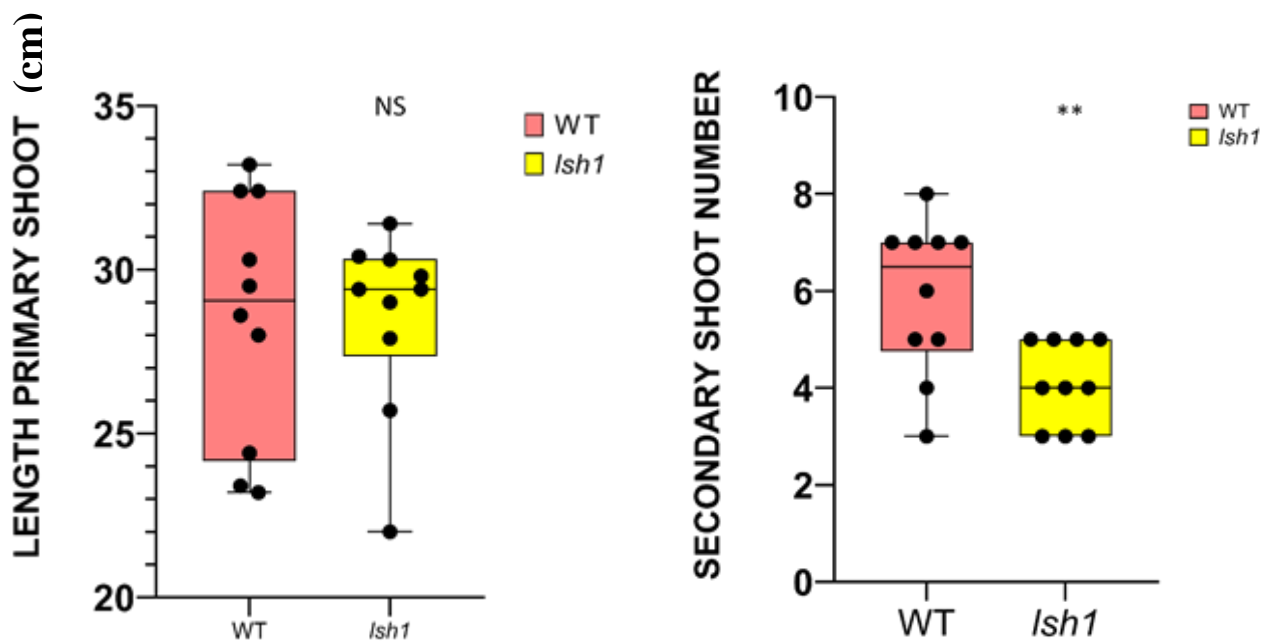 LENGTH PRIMARY SHOOT (cm)
35
30
25
20
NS
WT
lsh1
WT
lsh1
SECONDARY SHOOT NUMBER
10
8
6
4
2
0
**
WT
lsh1
WT
lsh1